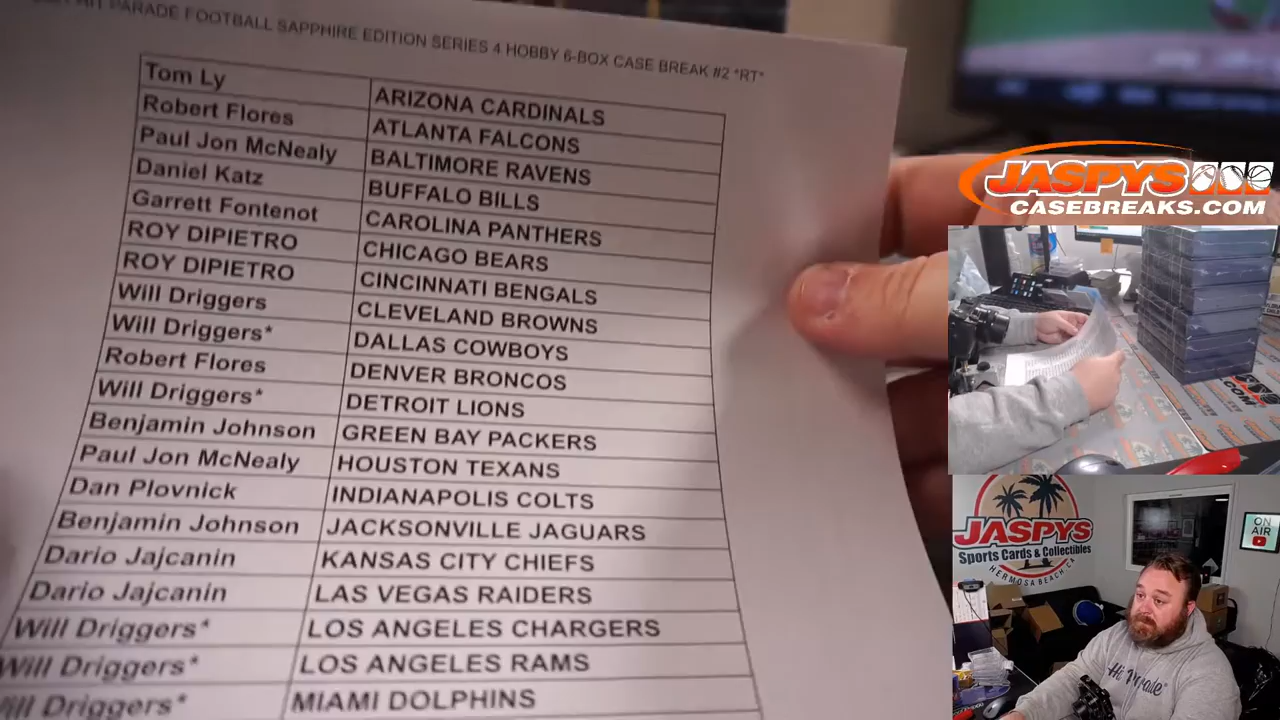 HIT PARADE FOOTBALL SAPPHIRE EDITION SERIES 4 HOBBY 6-BOX CASE BREAK #2 *RT*
Tom Ly ARIZONA CARDINALS
Robert Flores ATLANTA FALCONS
Paul Jon McNealy BALTIMORE RAVENS
Daniel Katz BUFFALO BILLS
Garrett Fontenot CAROLINA PANTHERS
ROY DIPIETRO CHICAGO BEARS
ROY DIPIETRO CINCINNATI BENGALS
Will Driggers CLEVELAND BROWNS
Will Driggers* DALLAS COWBOYS
Robert Flores DENVER BRONCOS
Will Driggers* DETROIT LIONS
Benjamin Johnson GREEN BAY PACKERS
Paul Jon McNealy HOUSTON TEXANS
Dan Plovnick INDIANAPOLIS COLTS
Benjamin Johnson JACKSONVILLE JAGUARS
Dario Jajcanin KANSAS CITY CHIEFS
Dario Jajcanin LAS VEGAS RAIDERS
Will Driggers* LOS ANGELES CHARGERS
Will Driggers* LOS ANGELES RAMS
Will Driggers* MIAMI DOLPHINS
JASPYS
CASEBREAKS.COM
JASPYS
Sports Cards & Collectibles
HERMOSA BEACH CA
ON
AIR
Hit Parade